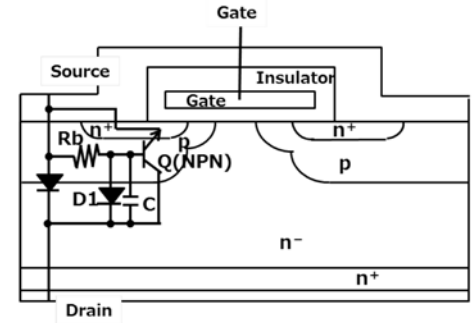 Gate
Source
Insulator
Gate
n⁺
n⁺
Rb
p
Q(NPN)
p
D1
C
n⁻
n⁺
Drain